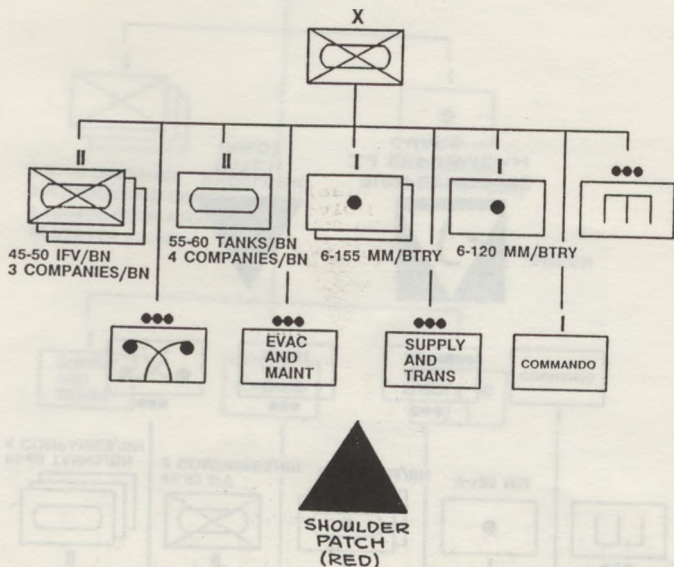 X
II
II
I
I
45-50 IFV/BN
3 COMPANIES/BN
55-60 TANKS/BN
4 COMPANIES/BN
6-155 MM/BTRY
6-120 MM/BTRY
I
EVAC
AND
MAINT
SUPPLY
AND
TRANS
COMMANDO
SHOULDER
PATCH
(RED)